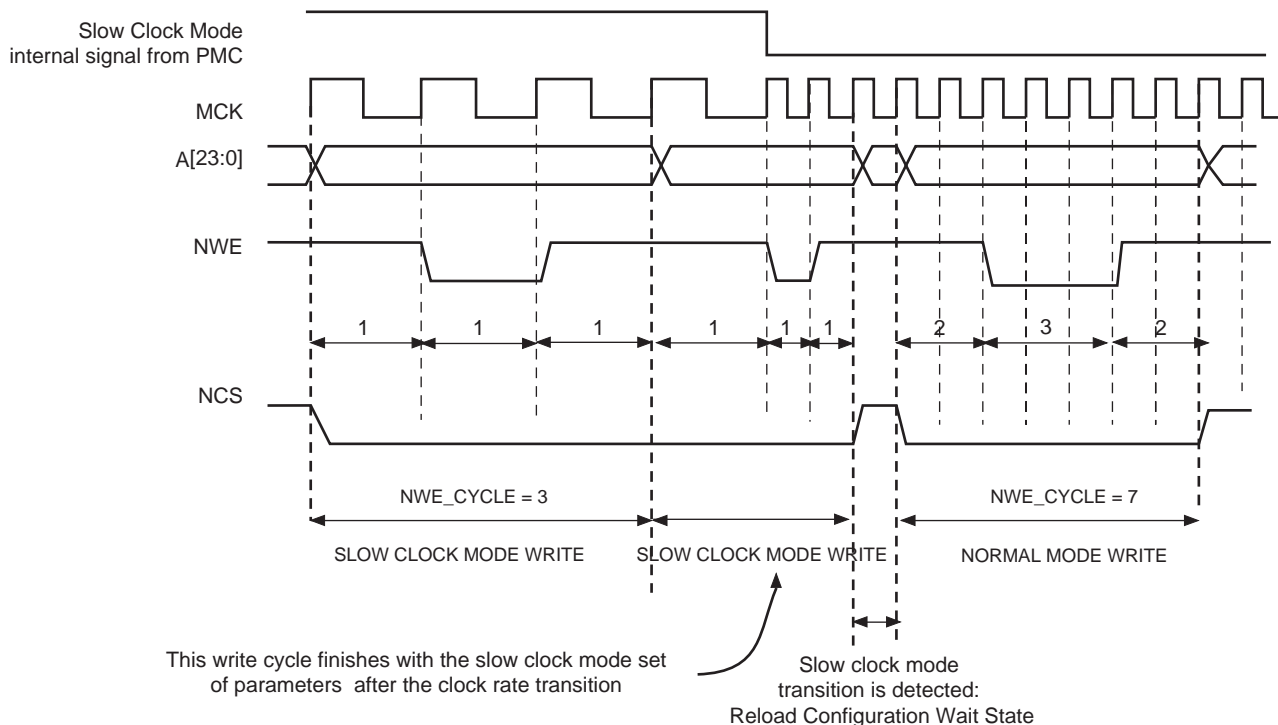 Slow Clock Mode
internal signal from PMC
MCK
A[23:0]
NWE
1 1 1 1 1 1 2 3 2
NCS
NWE_CYCLE = 3 NWE_CYCLE = 7
SLOW CLOCK MODE WRITE SLOW CLOCK MODE WRITE NORMAL MODE WRITE
This write cycle finishes with the slow clock mode set
of parameters after the clock rate transition
Slow clock mode
transition is detected:
Reload Configuration Wait State